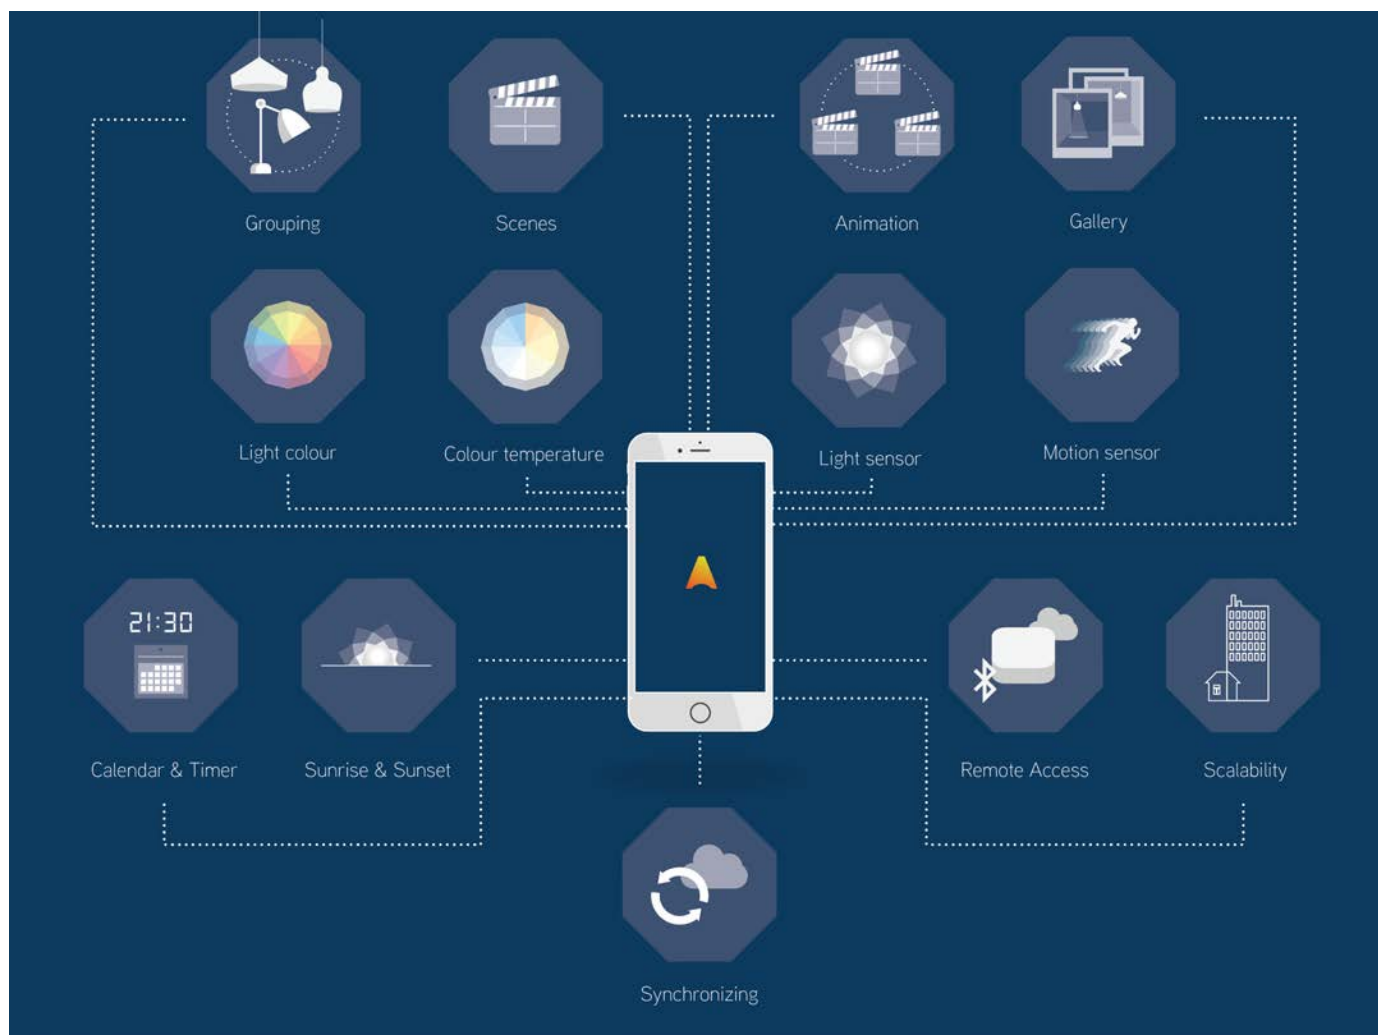 Grouping
Scenes
Animation
Gallery
Light colour
Colour temperature
Light sensor
Motion sensor
21:30
Calendar & Timer
Sunrise & Sunset
Remote Access
Scalability
Synchronizing